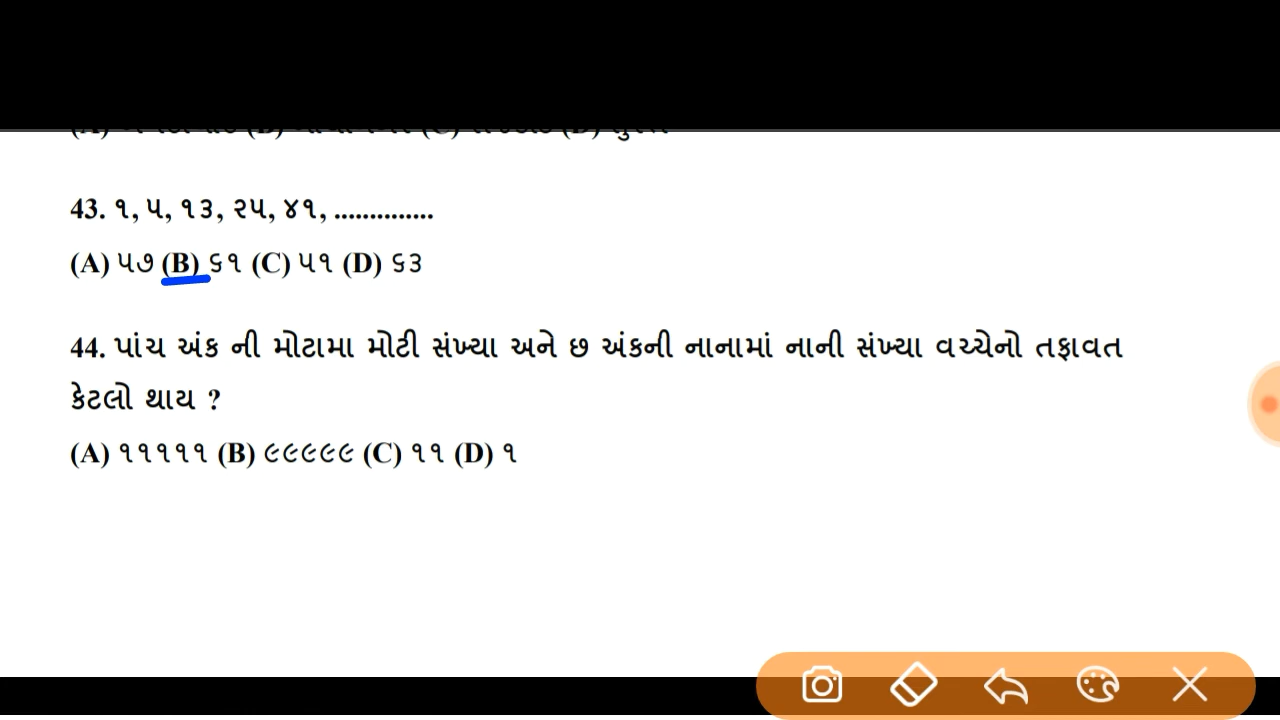 43. ૧, ૫, ૧૩, ૨૫, ૪૧, ..............
(A) ૫૭ (B) ૬૧ (C) ૫૧ (D) ૬૩
44. પાંચ અંક ની મોટામા મોટી સંખ્યા અને છ અંકની નાનામાં નાની સંખ્યા વચ્ચેનો તફાવત
કેટલો થાય ?
(A) ૧૧૧૧૧ (B) ૯૯૯૯૯ (C) ૧૧ (D) ૧